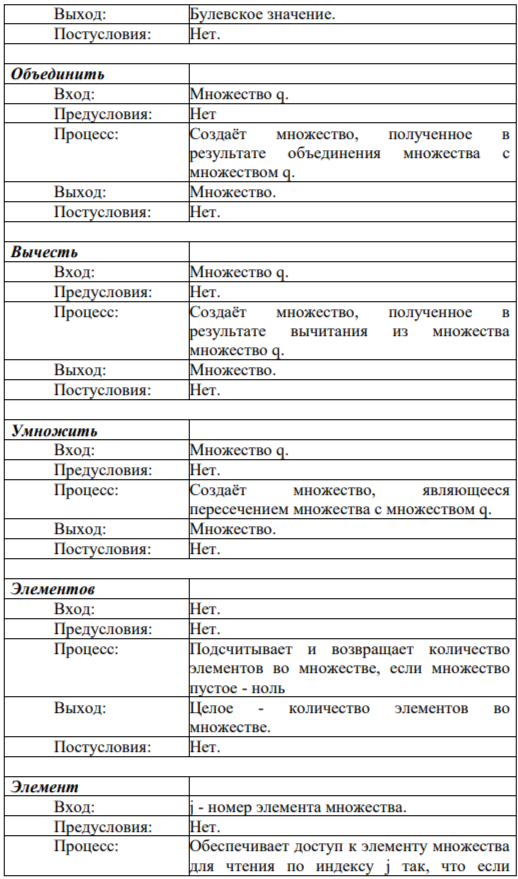 Выход: Булевское значение.
Постусловия: Нет.
Объединить
Вход: Множество q.
Предусловия: Нет
Процесс: Создаёт множество, полученное в
результате объединения множества с
множеством q.
Выход: Множество.
Постусловия: Нет.
Вычесть
Вход: Множество q.
Предусловия: Нет.
Процесс: Создаёт множество, полученное в
результате вычитания из множества
множество q.
Выход: Множество.
Постусловия: Нет.
Умножить
Вход: Множество q.
Предусловия: Нет.
Процесс: Создаёт множество, являющееся
пересечением множества с множеством q.
Выход: Множество.
Постусловия: Нет.
Элементов
Вход: Нет.
Предусловия: Нет.
Процесс: Подсчитывает и возвращает количество
элементов во множестве, если множество
пустое - ноль
Выход: Целое - количество элементов во
множестве.
Постусловия: Нет.
Элемент
Вход: j - номер элемента множества.
Предусловия: Нет.
Процесс: Обеспечивает доступ к элементу множества
для чтения по индексу j так, что если